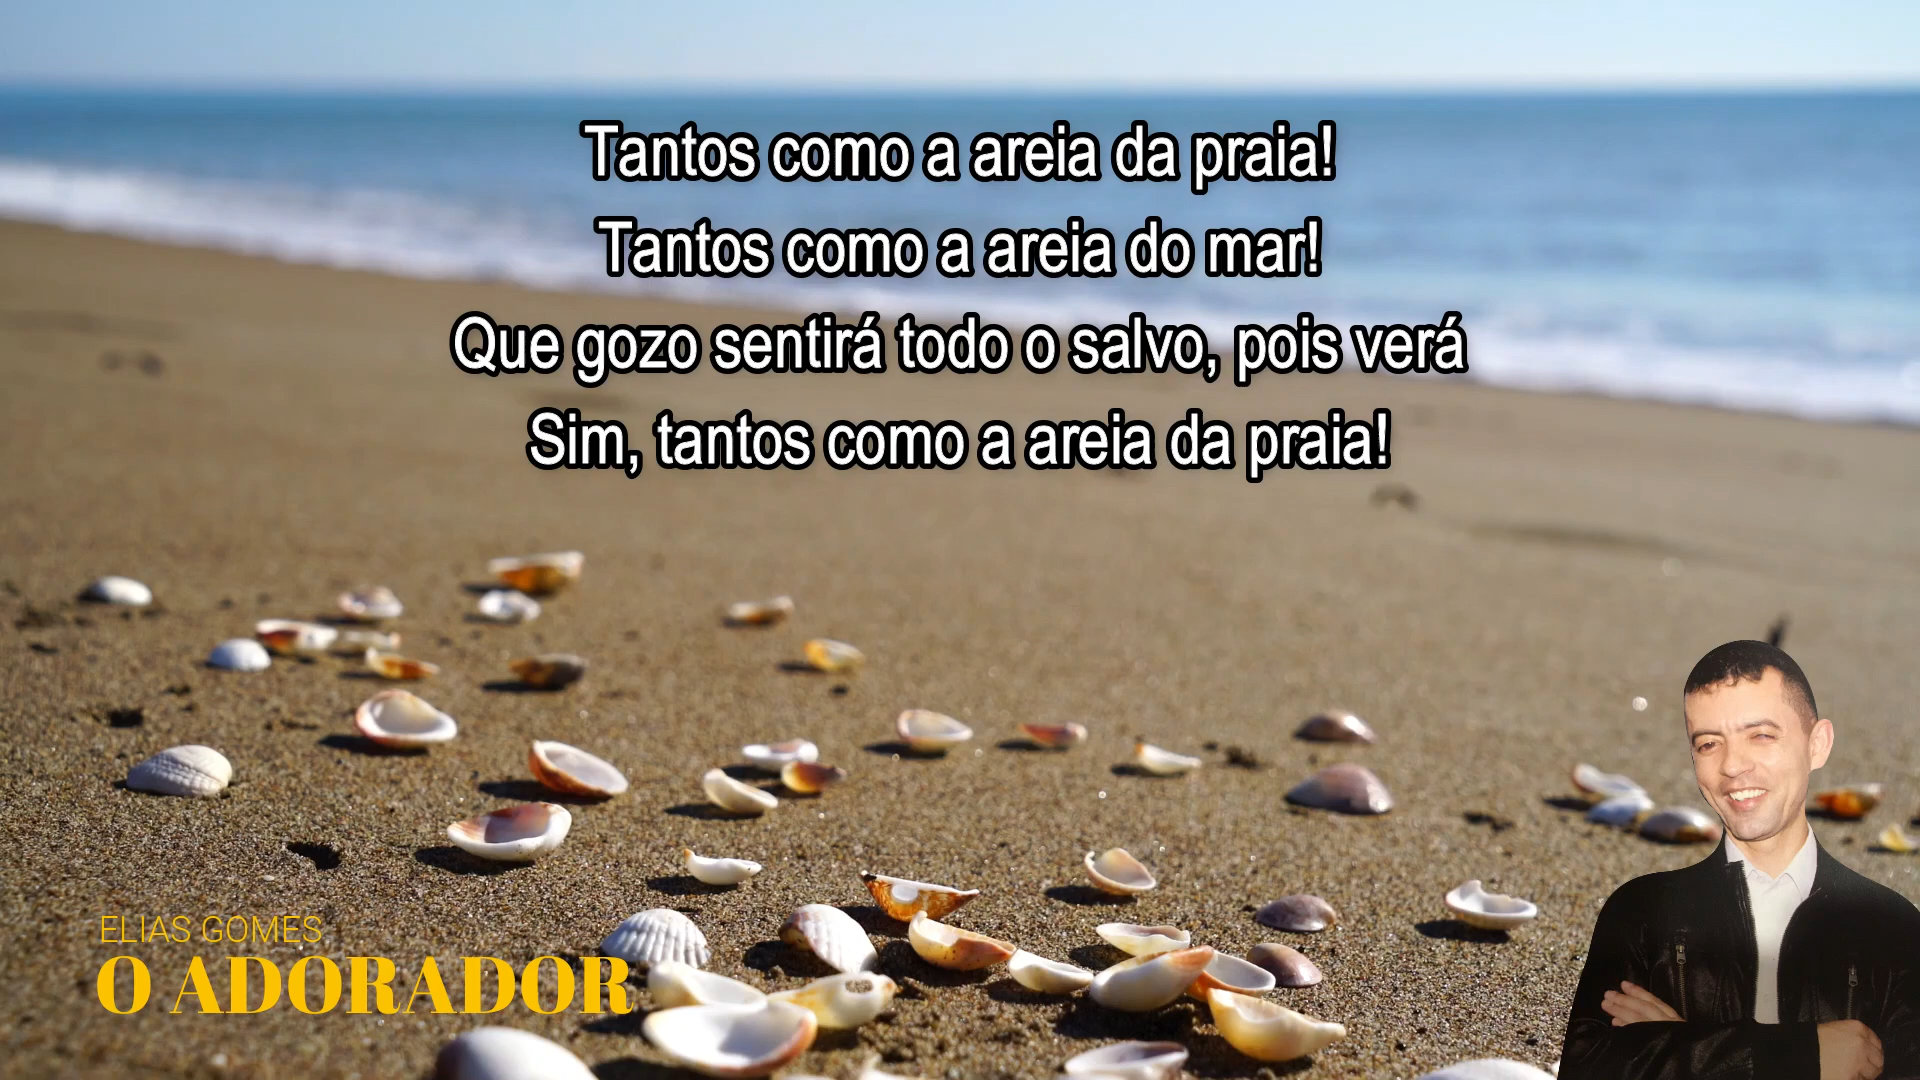 Tantos como a areia da praia!
Tantos como a areia do mar!
Que gozo sentirá todo o salvo, pois verá
Sim, tantos como a areia da praia!
ELIAS GOMES
O ADORADOR